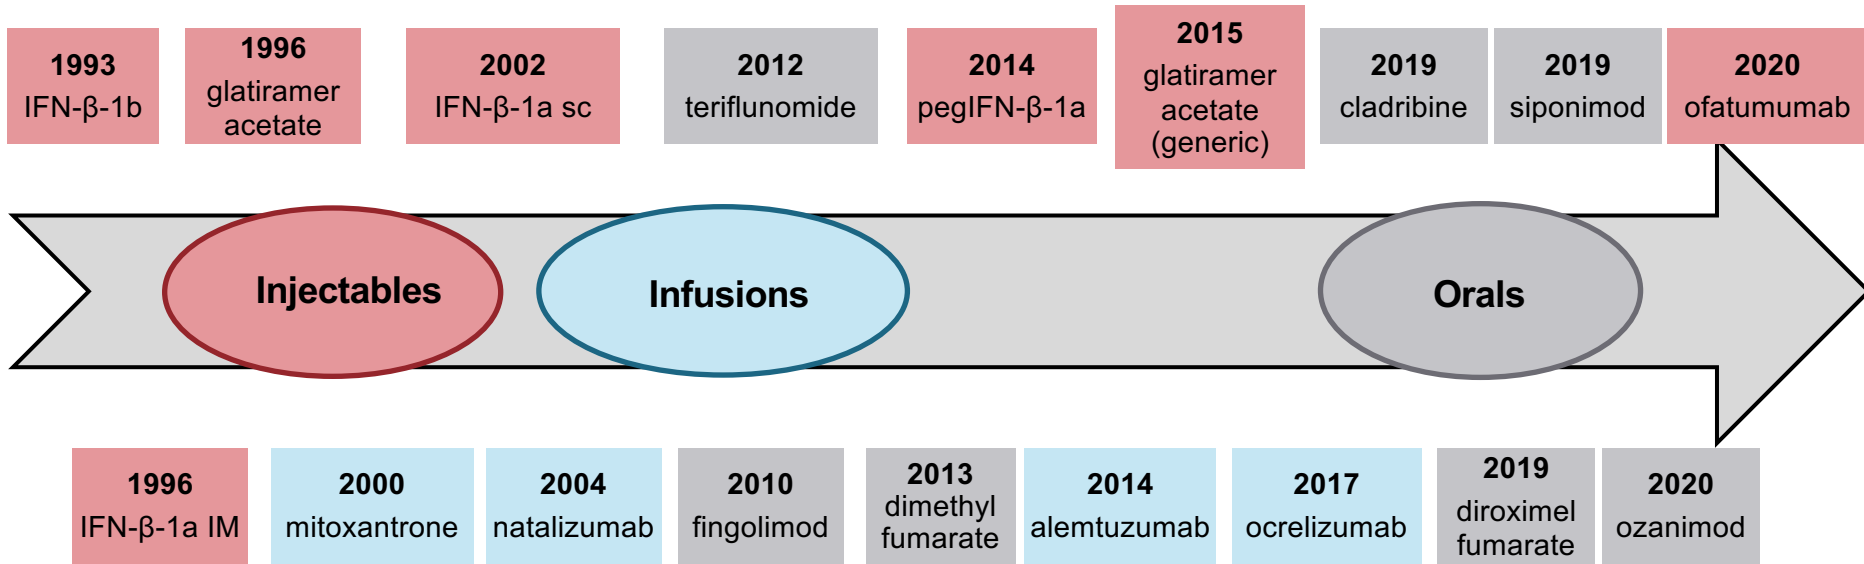 1993
IFN-β-1b
1996
glatiramer
acetate
2002
IFN-β-1a sc
2012
teriflunomide
2014
pegIFN-β-1a
2015
glatiramer
acetate
(generic)
2019
cladribine
2019
siponimod
2020
ofatumumab
Injectables
Infusions
Orals
1996
IFN-β-1a IM
2000
mitoxantrone
2004
natalizumab
2010
fingolimod
2013
dimethyl
fumarate
2014
alemtuzumab
2017
ocrelizumab
2019
diroximel
fumarate
2020
ozanimod